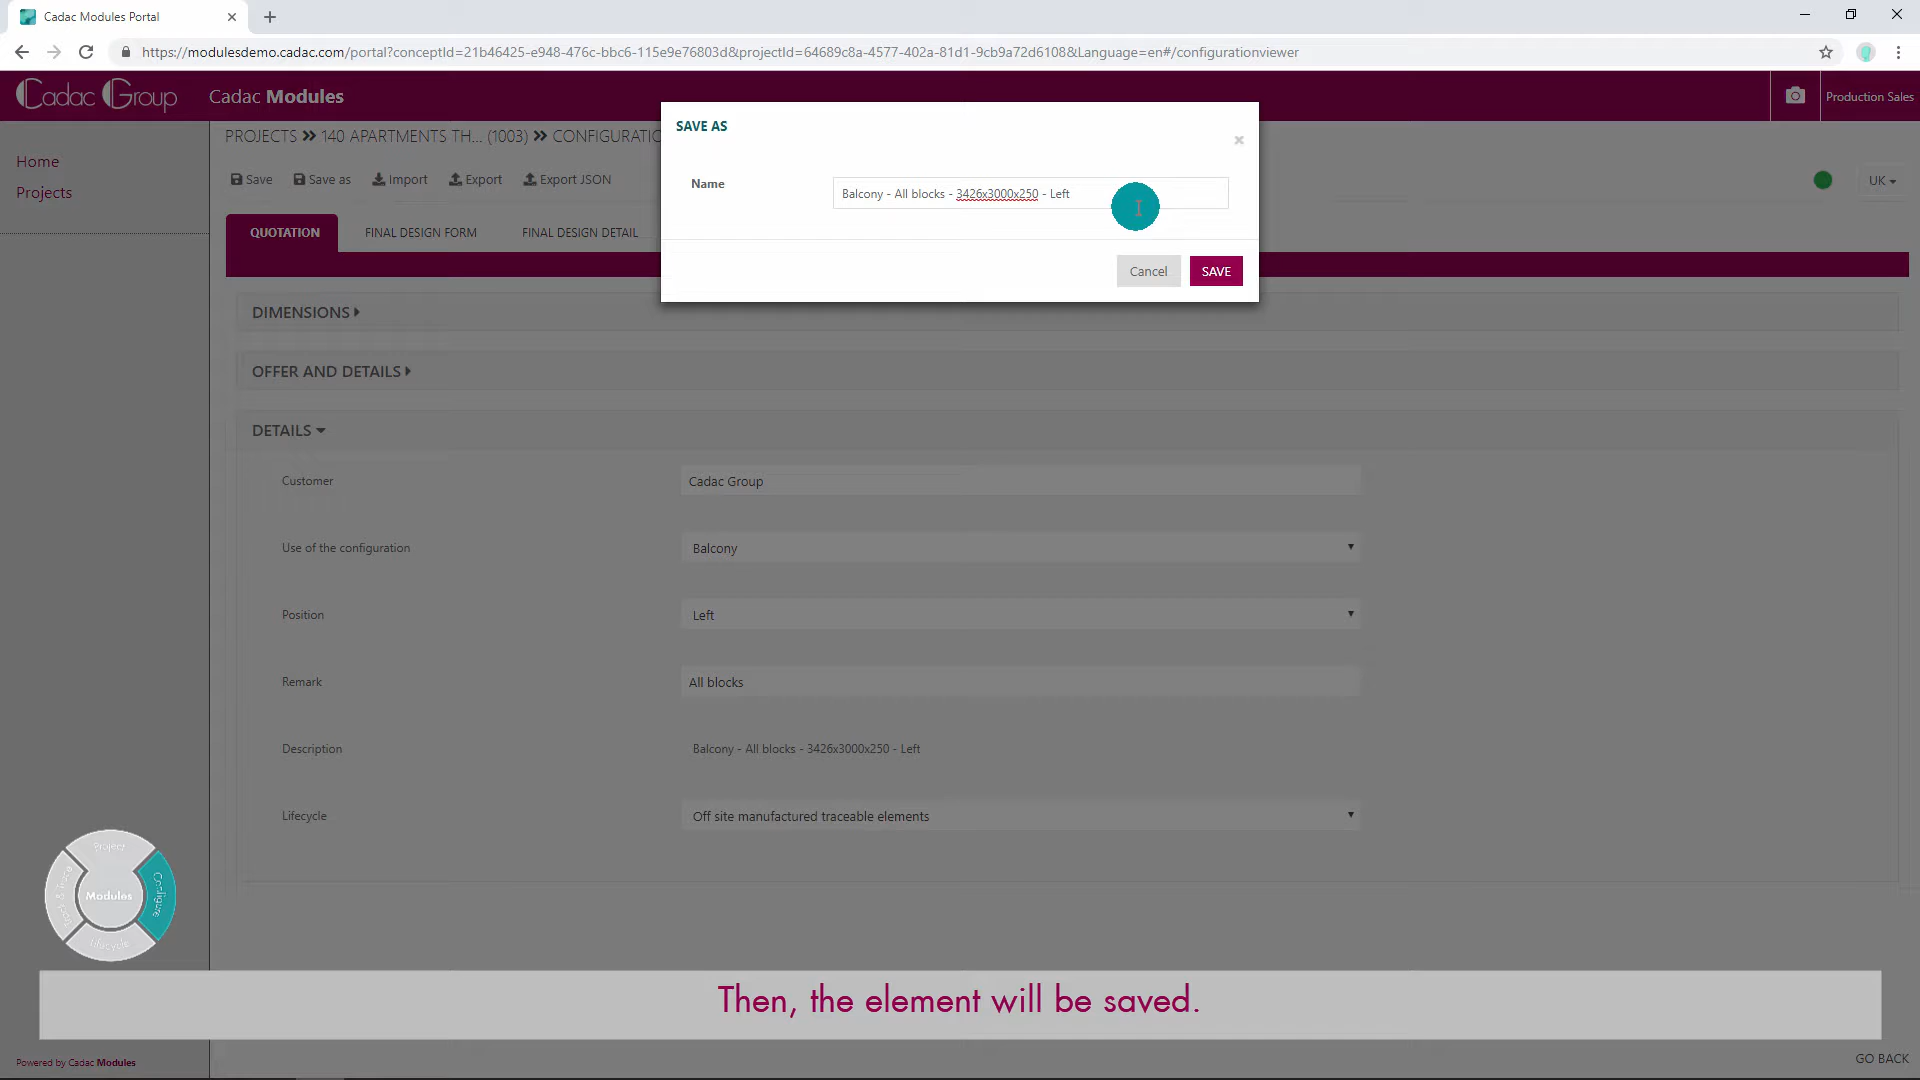 Cadac Modules Portal
https://modulesdemo.cadac.com/portal?conceptId=21b46425-e948-476c-bbc6-115e9e76803d&projectId=64689c8a-4577-402a-81d1-9cb9a72d6108&Language=en#/configurationviewer
Cadac Group
Cadac Modules
Production Sales
SAVE AS
PROJECTS >> 140 APARTMENTS TH... (1003) >> CONFIGURATIO
Home
Projects
Save
Save as
Import
Export
Export JSON
UK
Name
Balcony - All blocks - 3426x3000x250 - Left
QUOTATION
FINAL DESIGN FORM
FINAL DESIGN DETAIL
Cancel
SAVE
DIMENSIONS
OFFER AND DETAILS
DETAILS
Customer
Cadac Group
Use of the configuration
Balcony
Position
Left
Remark
All blocks
Description
Balcony - All blocks - 3426x3000x250 - Left
Lifecycle
Off site manufactured traceable elements
Project
Configure
Modules
Track & Trace
Lifecycle
Then, the element will be saved.
Powered by Cadac Modules
GO BACK